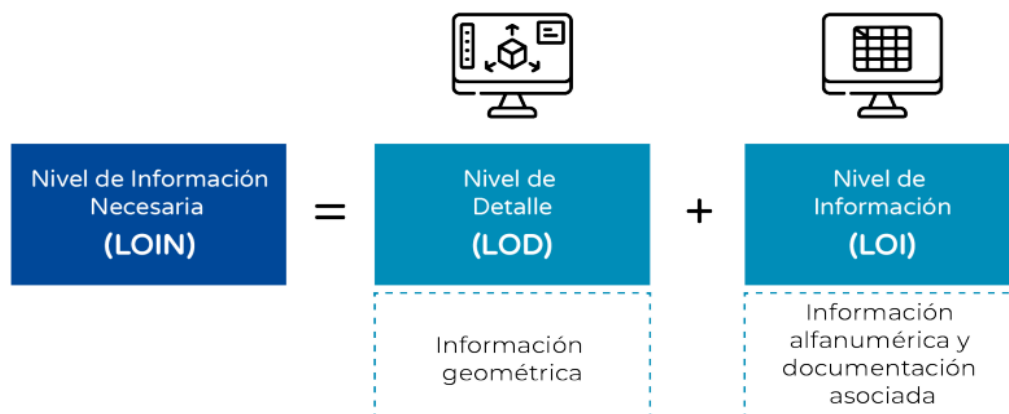 Nivel de Información
Necesaria
(LOIN)
=
Nivel de
Detalle
(LOD)
+
Nivel de
Información
(LOI)
Información
geométrica
Información
alfanumérica y
documentación
asociada